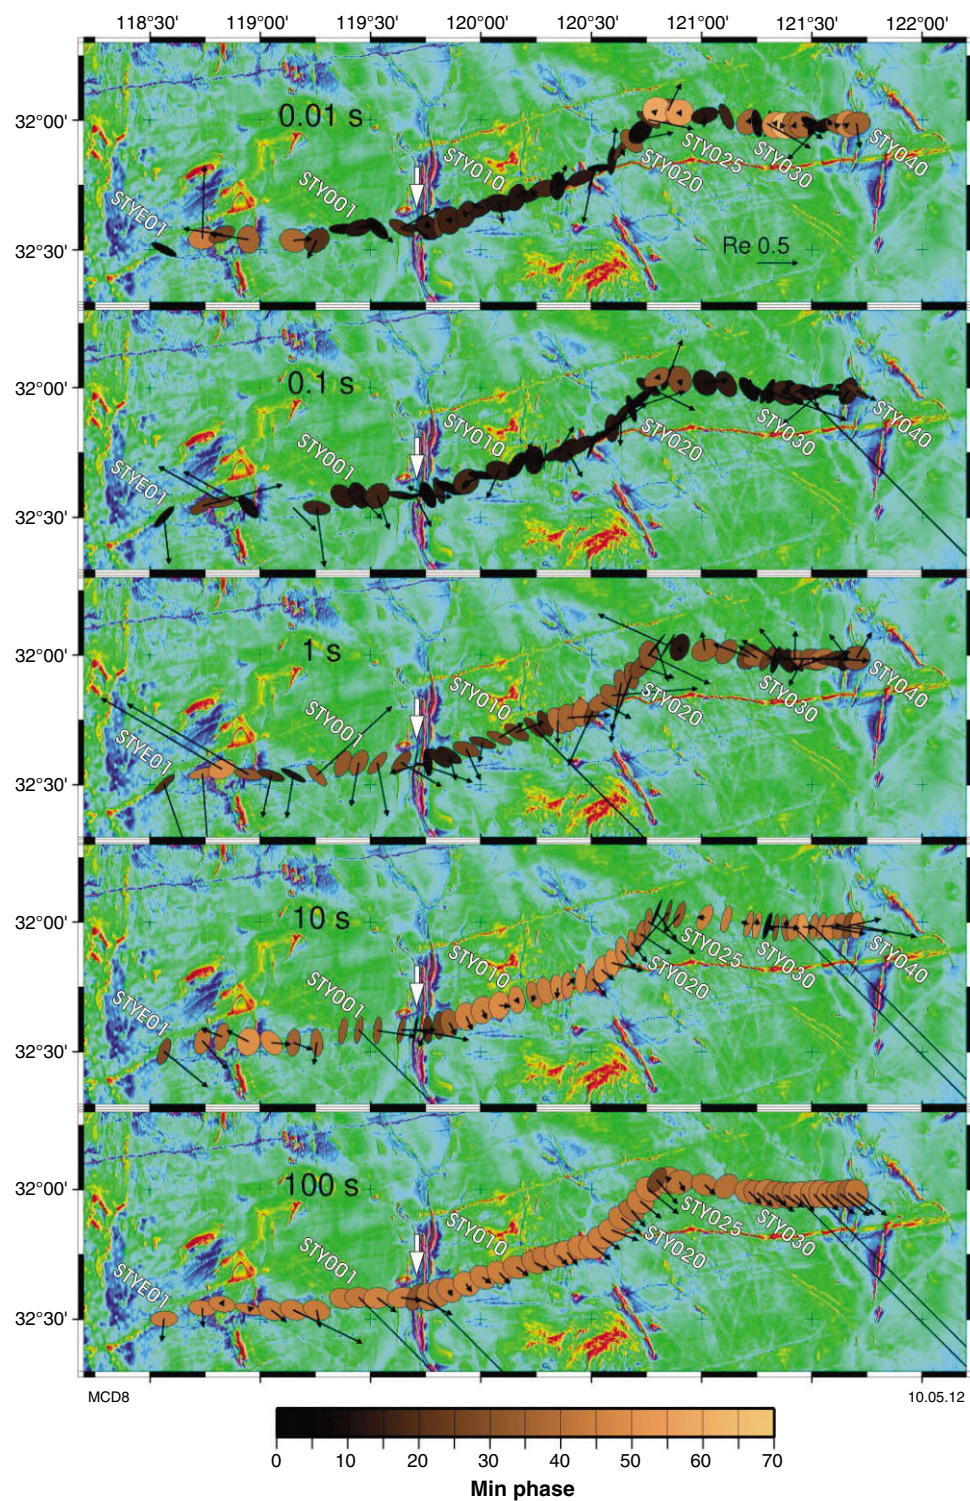 118°30' 119°00' 119°30' 120°00' 120°30' 121°00' 121°30' 122°00'
0.01 s
32°00'
32°30'
STYE01 STY001 STY010 STY020 STY025 STY030 STY040
Re 0.5
0.1 s
32°00'
32°30'
STYE01 STY001 STY010 STY020 STY030 STY040
1 s
32°00'
32°30'
STYE01 STY001 STY010 STY020 STY030 STY040
10 s
32°00'
32°30'
STYE01 STY001 STY010 STY020 STY025 STY030 STY040
100 s
32°00'
32°30'
STYE01 STY001 STY010 STY020 STY025 STY030
MCD8 10.05.12
0 10 20 30 40 50 60 70
Min phase